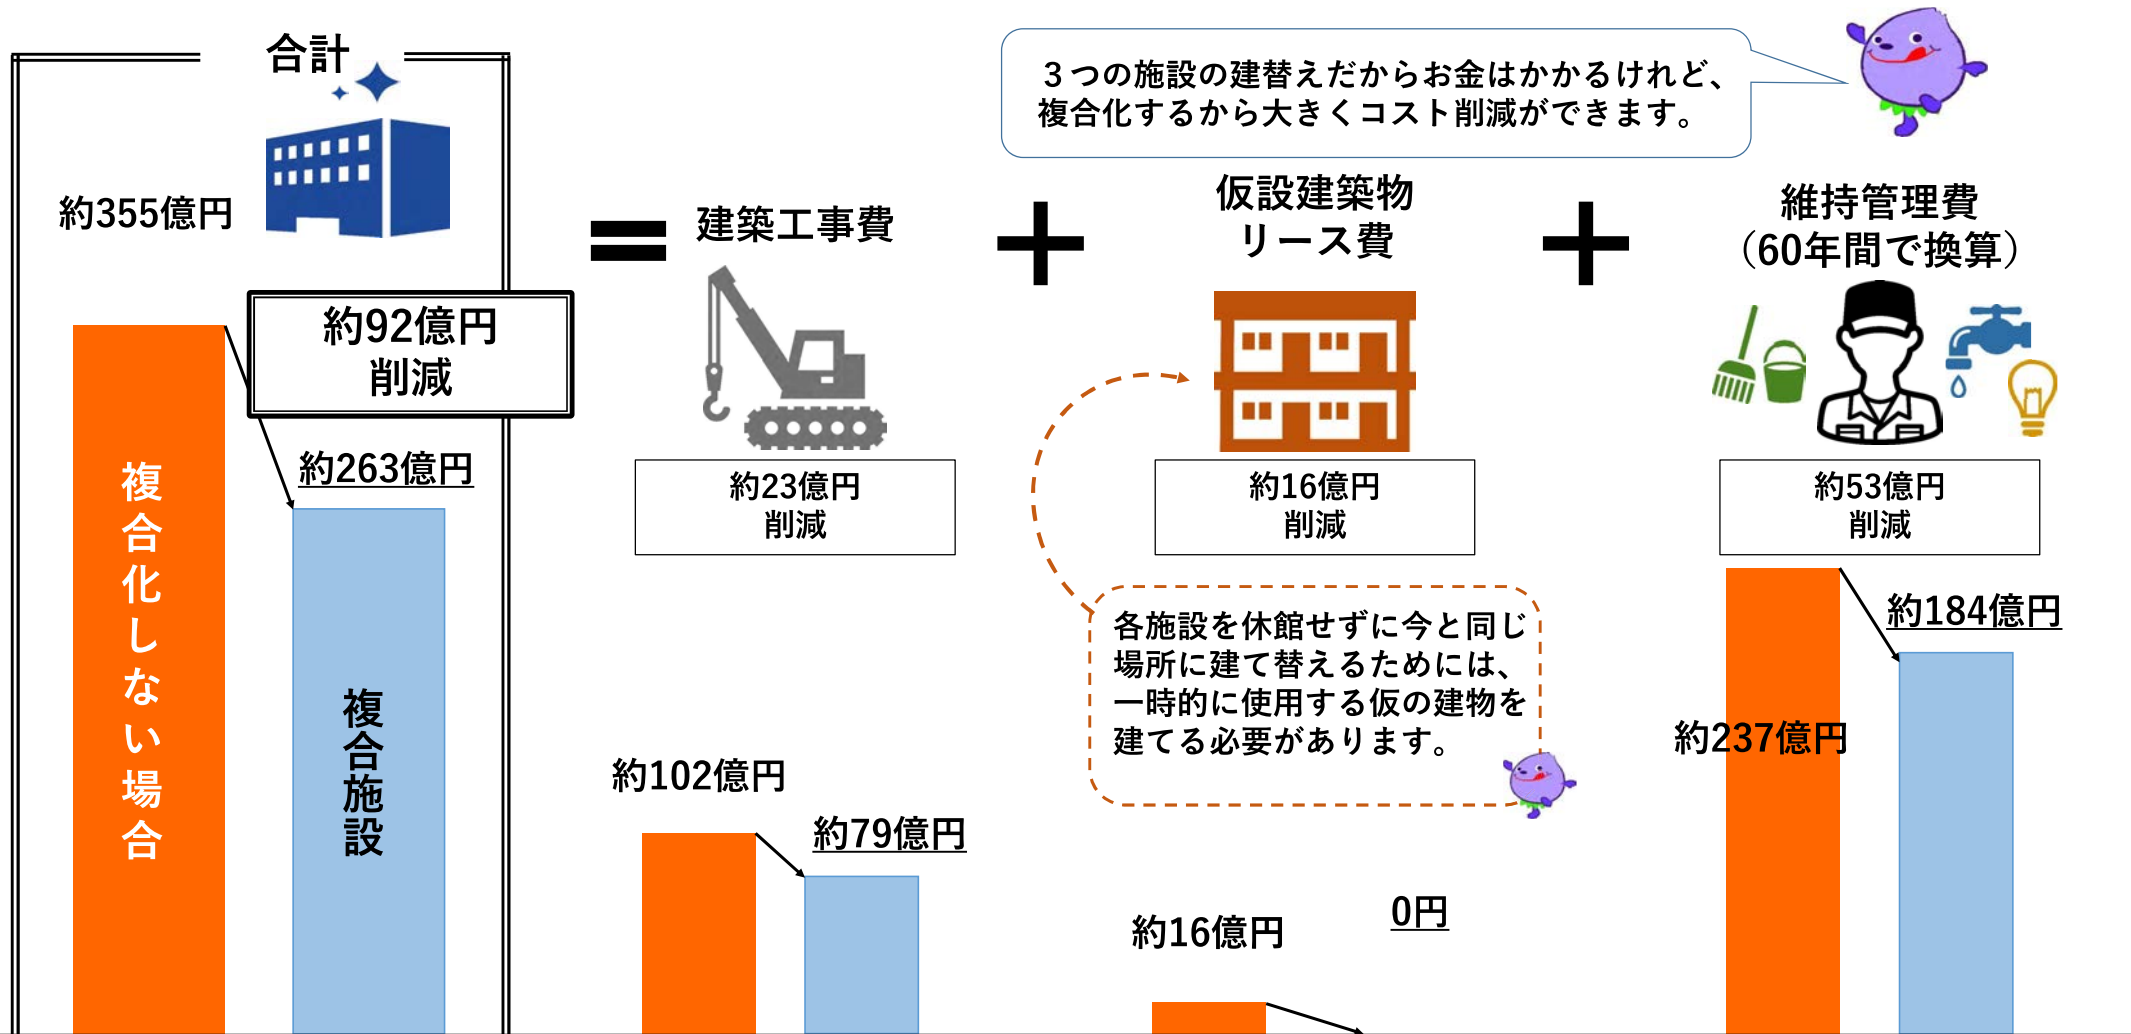 合計
約355億円
約92億円
削減
約263億円
複合化しない場合
複合施設
=
建築工事費
約23億円
削減
約102億円
約79億円
+
３つの施設の建替えだからお金はかかるけれど、
複合化するから大きくコスト削減ができます。
仮設建築物
リース費
約16億円
削減
各施設を休館せずに今と同じ
場所に建て替えるためには、
一時的に使用する仮の建物を
建てる必要があります。
約16億円
0円
+
維持管理費
（60年間で換算）
約53億円
削減
約237億円
約184億円